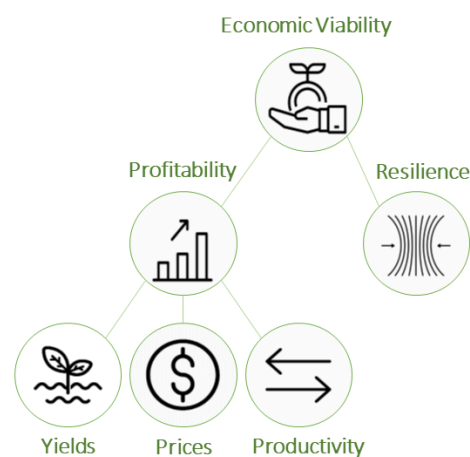 Economic Viability
Profitability
Resilience
$
Yields
Prices
Productivity